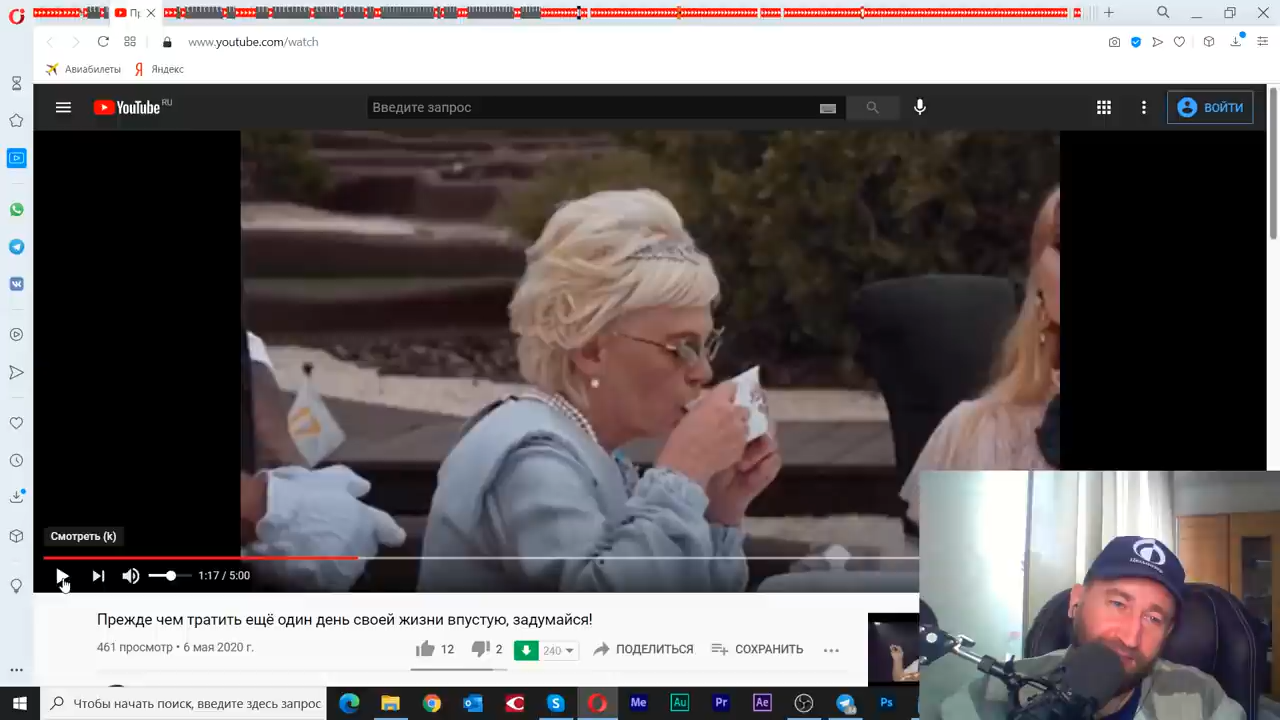 Пр
www.youtube.com/watch
Авиабилеты
Я Яндекс
YouTube RU
Введите запрос
ВОЙТИ
Смотреть (k)
1:17 / 5:00
Прежде чем тратить ещё один день своей жизни впустую, задумайся!
461 просмотр • 6 мая 2020 г.
12
2
240
ПОДЕЛИТЬСЯ
СОХРАНИТЬ
Чтобы начать поиск, введите здесь запрос
Me
Au
Pr
Ae
Ps